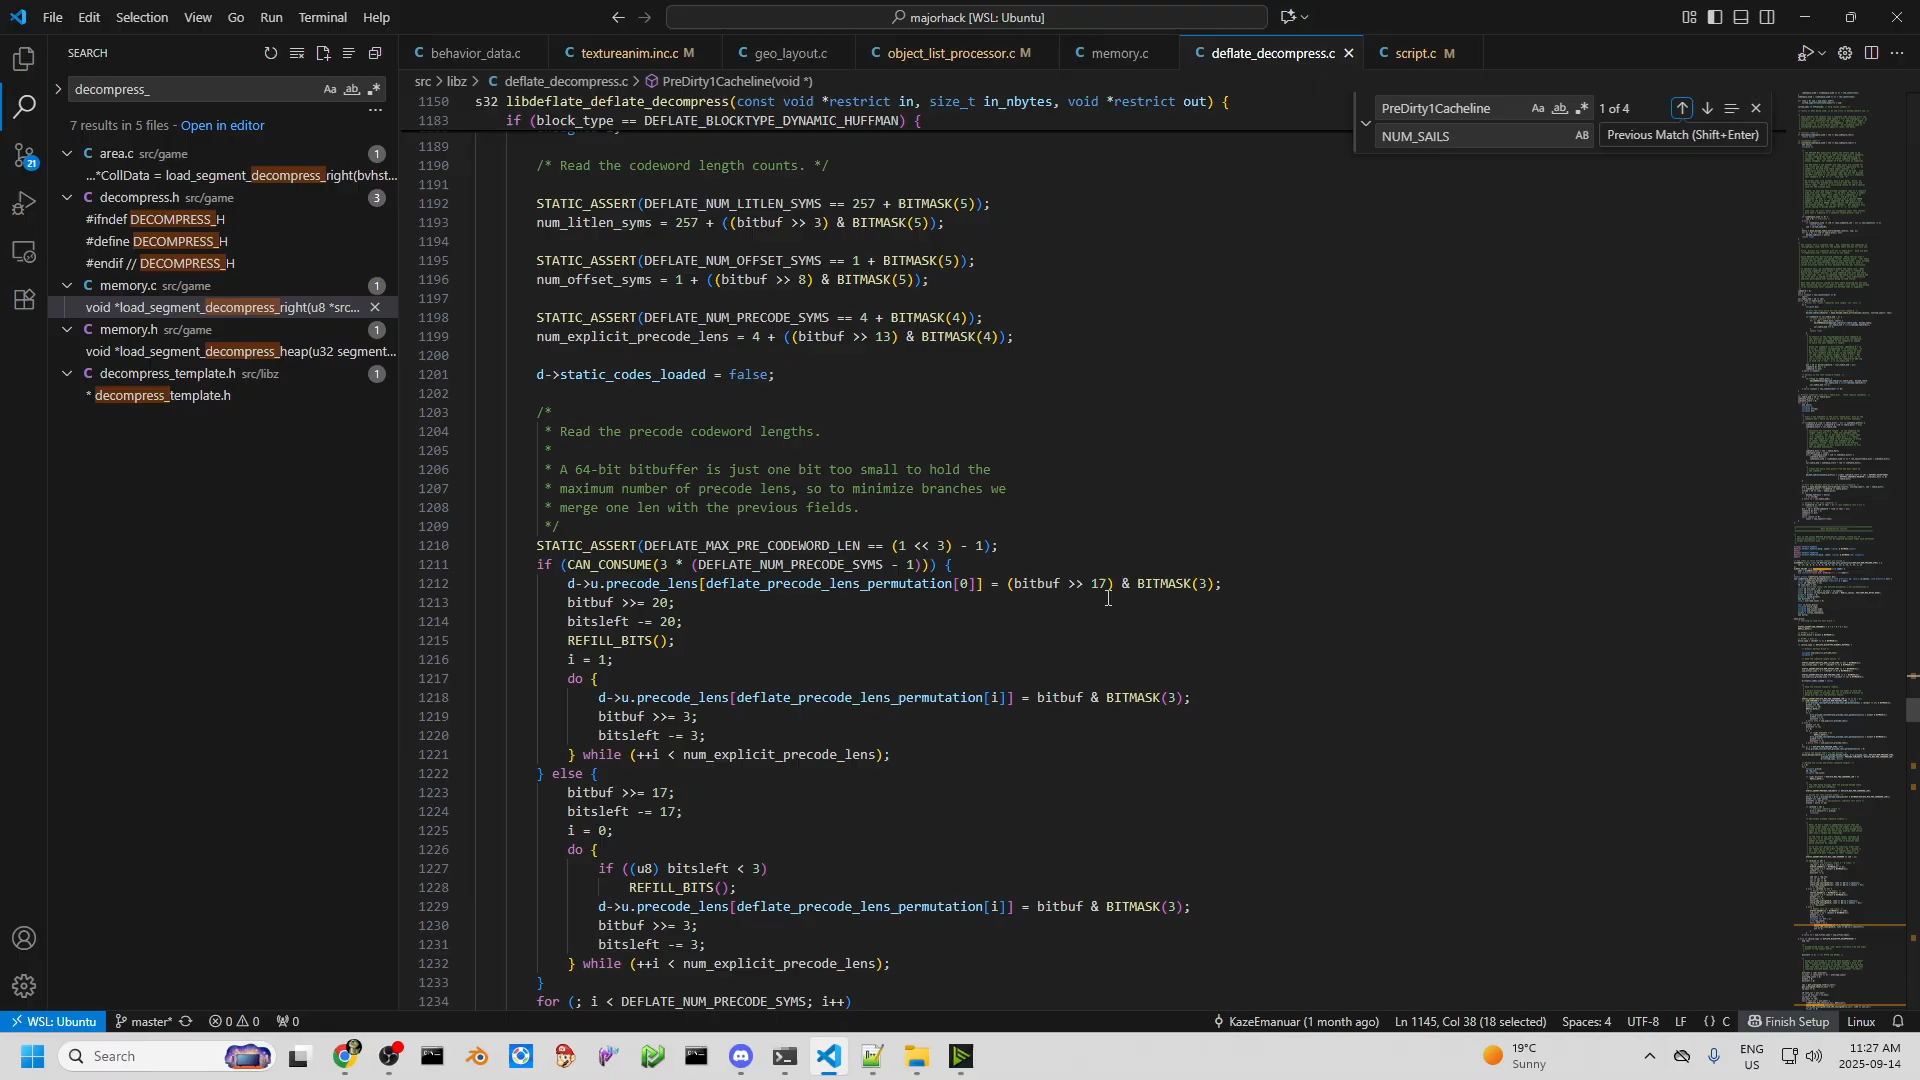 File Edit Selection View Go Run Terminal Help
majorhack [WSL: Ubuntu]
SEARCH
decompress_
7 results in 5 files - Open in editor
area.c src/game 1
...*CollData = load_segment_decompress_right(bvhst...
decompress.h src/game 3
#ifndef DECOMPRESS_H
#define DECOMPRESS_H
#endif // DECOMPRESS_H
memory.c src/game 1
void *load_segment_decompress_right(u8 *src...
memory.h src/game 1
void *load_segment_decompress_heap(u32 segment...
decompress_template.h src/libz 1
* decompress_template.h
21
behavior_data.c textureanim.inc.c M geo_layout.c object_list_processor.c M memory.c deflate_decompress.c script.c M
src > libz > C deflate_decompress.c > PreDirty1Cacheline(void *)
PreDirty1Cacheline Aa ab 1 of 4
NUM_SAILS AB
Previous Match (Shift+Enter)
1150 s32 libdeflate_deflate_decompress(const void *restrict in, size_t in_nbytes, void *restrict out) {
1183 if (block_type == DEFLATE_BLOCKTYPE_DYNAMIC_HUFFMAN) {
1189
1190 /* Read the codeword length counts. */
1191
1192 STATIC_ASSERT(DEFLATE_NUM_LITLEN_SYMS == 257 + BITMASK(5));
1193 num_litlen_syms = 257 + ((bitbuf >> 3) & BITMASK(5));
1194
1195 STATIC_ASSERT(DEFLATE_NUM_OFFSET_SYMS == 1 + BITMASK(5));
1196 num_offset_syms = 1 + ((bitbuf >> 8) & BITMASK(5));
1197
1198 STATIC_ASSERT(DEFLATE_NUM_PRECODE_SYMS == 4 + BITMASK(4));
1199 num_explicit_precode_lens = 4 + ((bitbuf >> 13) & BITMASK(4));
1200
1201 d->static_codes_loaded = false;
1202
1203 /*
1204 * Read the precode codeword lengths.
1205 *
1206 * A 64-bit bitbuffer is just one bit too small to hold the
1207 * maximum number of precode lens, so to minimize branches we
1208 * merge one len with the previous fields.
1209 */
1210 STATIC_ASSERT(DEFLATE_MAX_PRE_CODEWORD_LEN == (1 << 3) - 1);
1211 if (CAN_CONSUME(3 * (DEFLATE_NUM_PRECODE_SYMS - 1))) {
1212 d->u.precode_lens[deflate_precode_lens_permutation[0]] = (bitbuf >> 17) & BITMASK(3);
1213 bitbuf >>= 20;
1214 bitsleft -= 20;
1215 REFILL_BITS();
1216 i = 1;
1217 do {
1218 d->u.precode_lens[deflate_precode_lens_permutation[i]] = bitbuf & BITMASK(3);
1219 bitbuf >>= 3;
1220 bitsleft -= 3;
1221 } while (++i < num_explicit_precode_lens);
1222 } else {
1223 bitbuf >>= 17;
1224 bitsleft -= 17;
1225 i = 0;
1226 do {
1227 if ((u8) bitsleft < 3)
1228 REFILL_BITS();
1229 d->u.precode_lens[deflate_precode_lens_permutation[i]] = bitbuf & BITMASK(3);
1230 bitbuf >>= 3;
1231 bitsleft -= 3;
1232 } while (++i < num_explicit_precode_lens);
1233 }
1234 for (; i < DEFLATE_NUM_PRECODE_SYMS; i++)
WSL: Ubuntu master* 0 0 0 KazeEmanuar (1 month ago) Ln 1145, Col 38 (18 selected) Spaces: 4 UTF-8 LF {} C Finish Setup Linux
Search 19°C Sunny ENG US 11:27 AM 2025-09-14